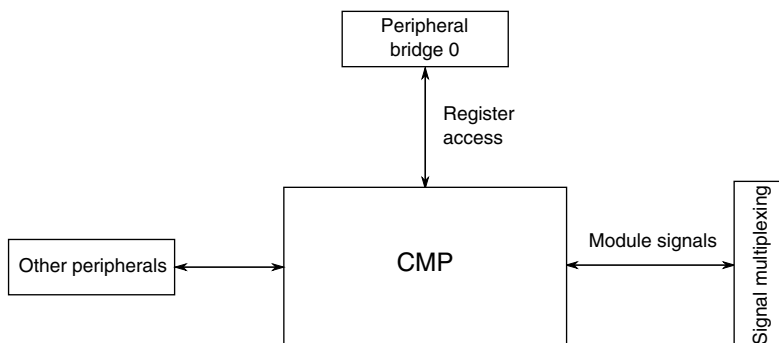 Peripheral
bridge 0
Register
access
Other peripherals
CMP
Module signals
Signal multiplexing